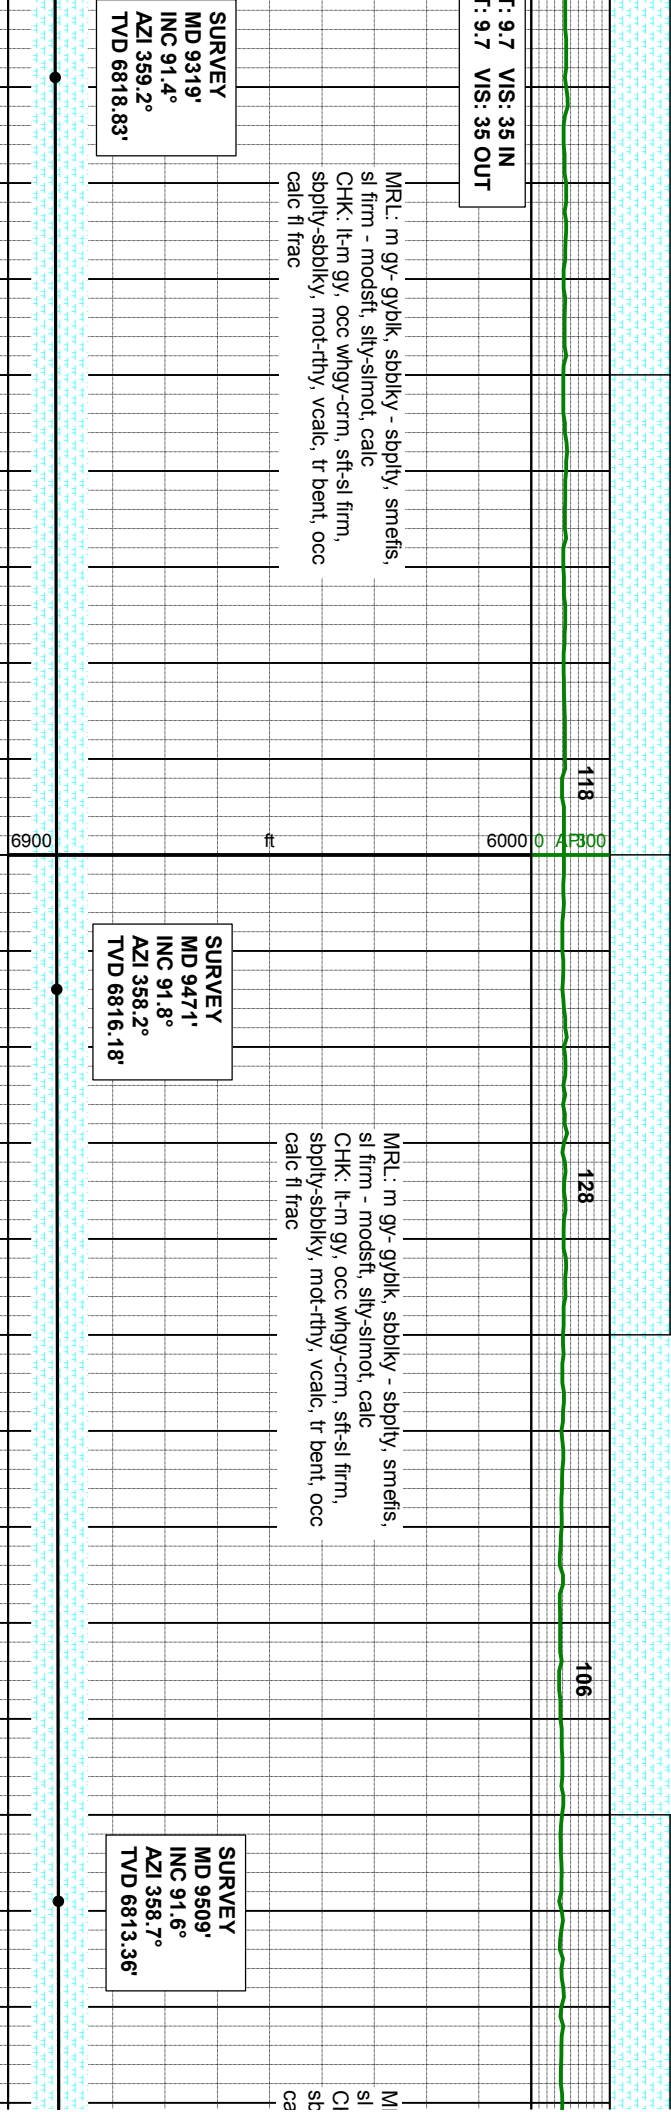 T: 9.7 VIS: 35 IN
T: 9.7 VIS: 35 OUT
SURVEY
MD 9319'
INC 91.4°
AZI 359.2°
TVD 6818.83'
MRL: m gy- gyblk, sbblky - sbplty, smefis,
sl firm - modsft, slty-slmot, calc
CHK: lt-m gy, occ whgy-crm, sft-sl firm,
sbplty-sbblky, mot-rthy, vcalc, tr bent, occ
calc fl frac
118
6900
ft
6000
0 API 300
SURVEY
MD 9471'
INC 91.8°
AZI 358.2°
TVD 6816.18'
MRL: m gy- gyblk, sbblky - sbplty, smefis,
sl firm - modsft, slty-slmot, calc
CHK: lt-m gy, occ whgy-crm, sft-sl firm,
sbplty-sbblky, mot-rthy, vcalc, tr bent, occ
calc fl frac
128
106
SURVEY
MD 9509'
INC 91.6°
AZI 358.7°
TVD 6813.36'
sl
sb
ca